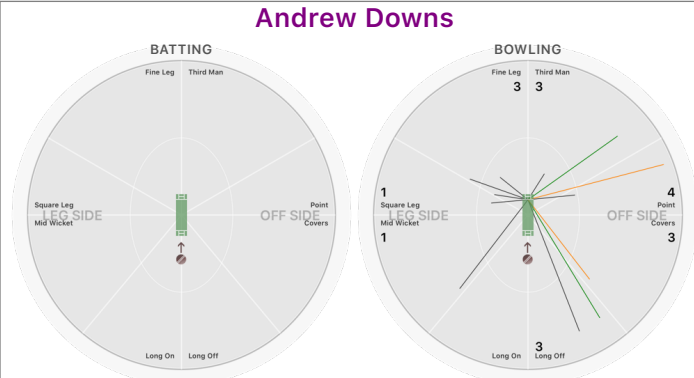 Andrew Downs
BATTING
BOWLING
Fine Leg
Third Man
Square Leg
LEG SIDE
Mid Wicket
Point
OFF SIDE
Covers
Long On
Long Off
Fine Leg
3
Third Man
3
1
Square Leg
LEG SIDE
Mid Wicket
1
4
Point
OFF SIDE
Covers
3
3
Long On
Long Off